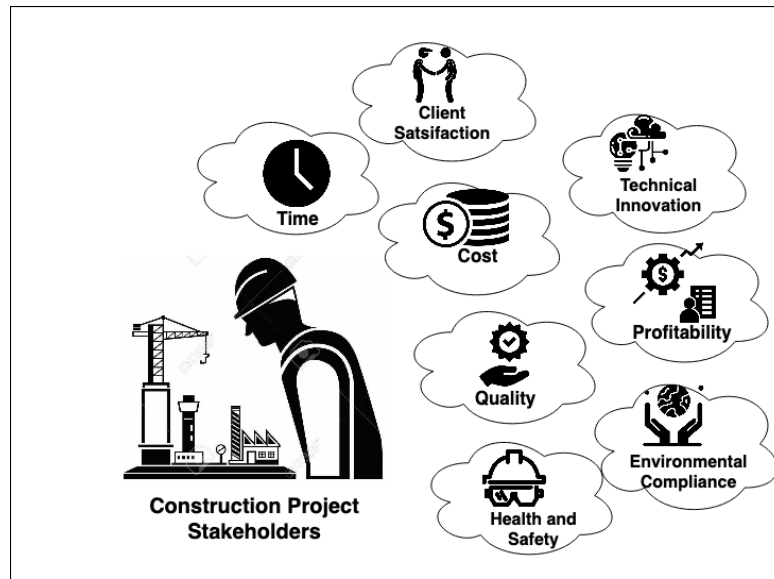 Client
Satsifaction
Time
Technical
Innovation
$
Cost
$
Profitability
Quality
Environmental
Compliance
Health and
Safety
Construction Project
Stakeholders